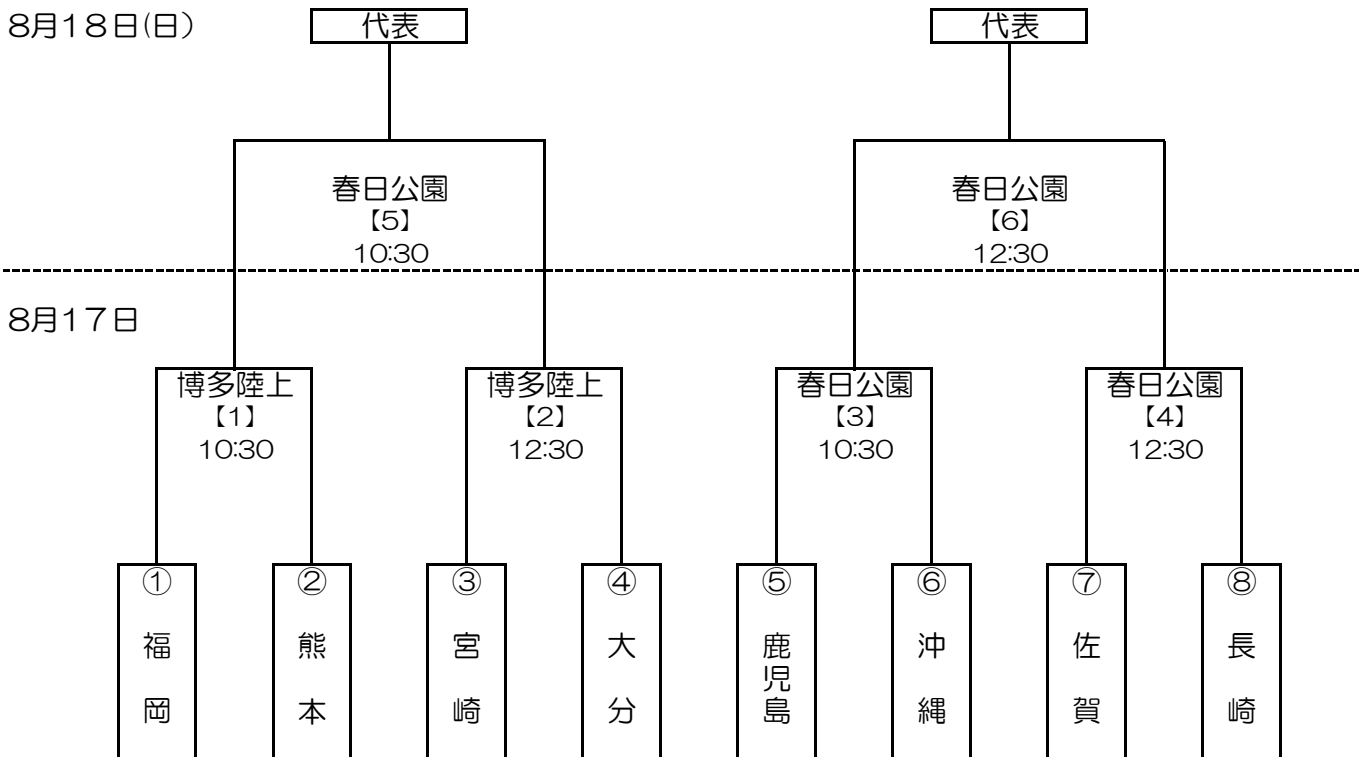 8月18日(日)
代表
代表
春日公園
【5】
10:30
春日公園
【6】
12:30
8月17日
博多陸上
【1】
10:30
博多陸上
【2】
12:30
春日公園
【3】
10:30
春日公園
【4】
12:30
①
福岡
②
熊本
③
宮崎
④
大分
⑤
鹿児島
⑥
沖縄
⑦
佐賀
⑧
長崎